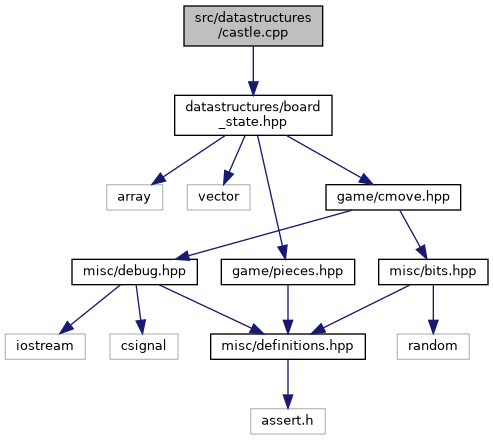 src/datastructures
/castle.cpp
datastructures/board
_state.hpp
array
vector
game/cmove.hpp
misc/debug.hpp
game/pieces.hpp
misc/bits.hpp
iostream
csignal
misc/definitions.hpp
random
assert.h